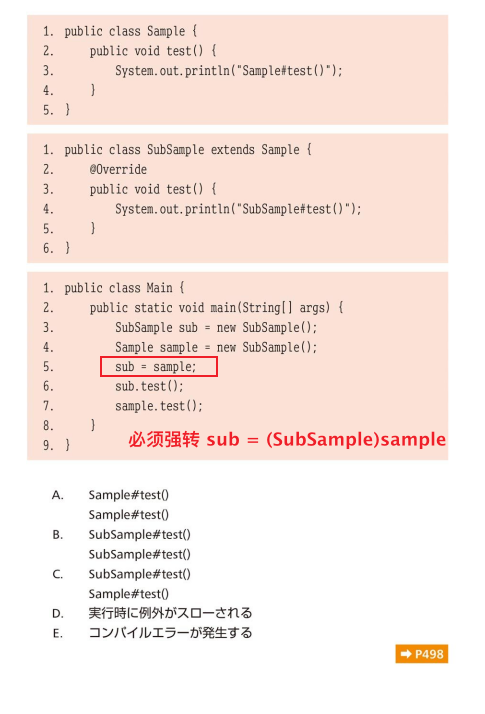 1. public class Sample {
2.     public void test() {
3.         System.out.println("Sample#test()");
4.     }
5. }
1. public class SubSample extends Sample {
2.     @Override
3.     public void test() {
4.         System.out.println("SubSample#test()");
5.     }
6. }
1. public class Main {
2.     public static void main(String[] args) {
3.         SubSample sub = new SubSample();
4.         Sample sample = new SubSample();
5.         sub = sample;
6.         sub.test();
7.         sample.test();
8.     }
必须强转 sub = (SubSample)sample
9. }
A. Sample#test()
Sample#test()
B. SubSample#test()
SubSample#test()
C. SubSample#test()
Sample#test()
D. 実行時に例外がスローされる
E. コンパイルエラーが発生する
➡ P498